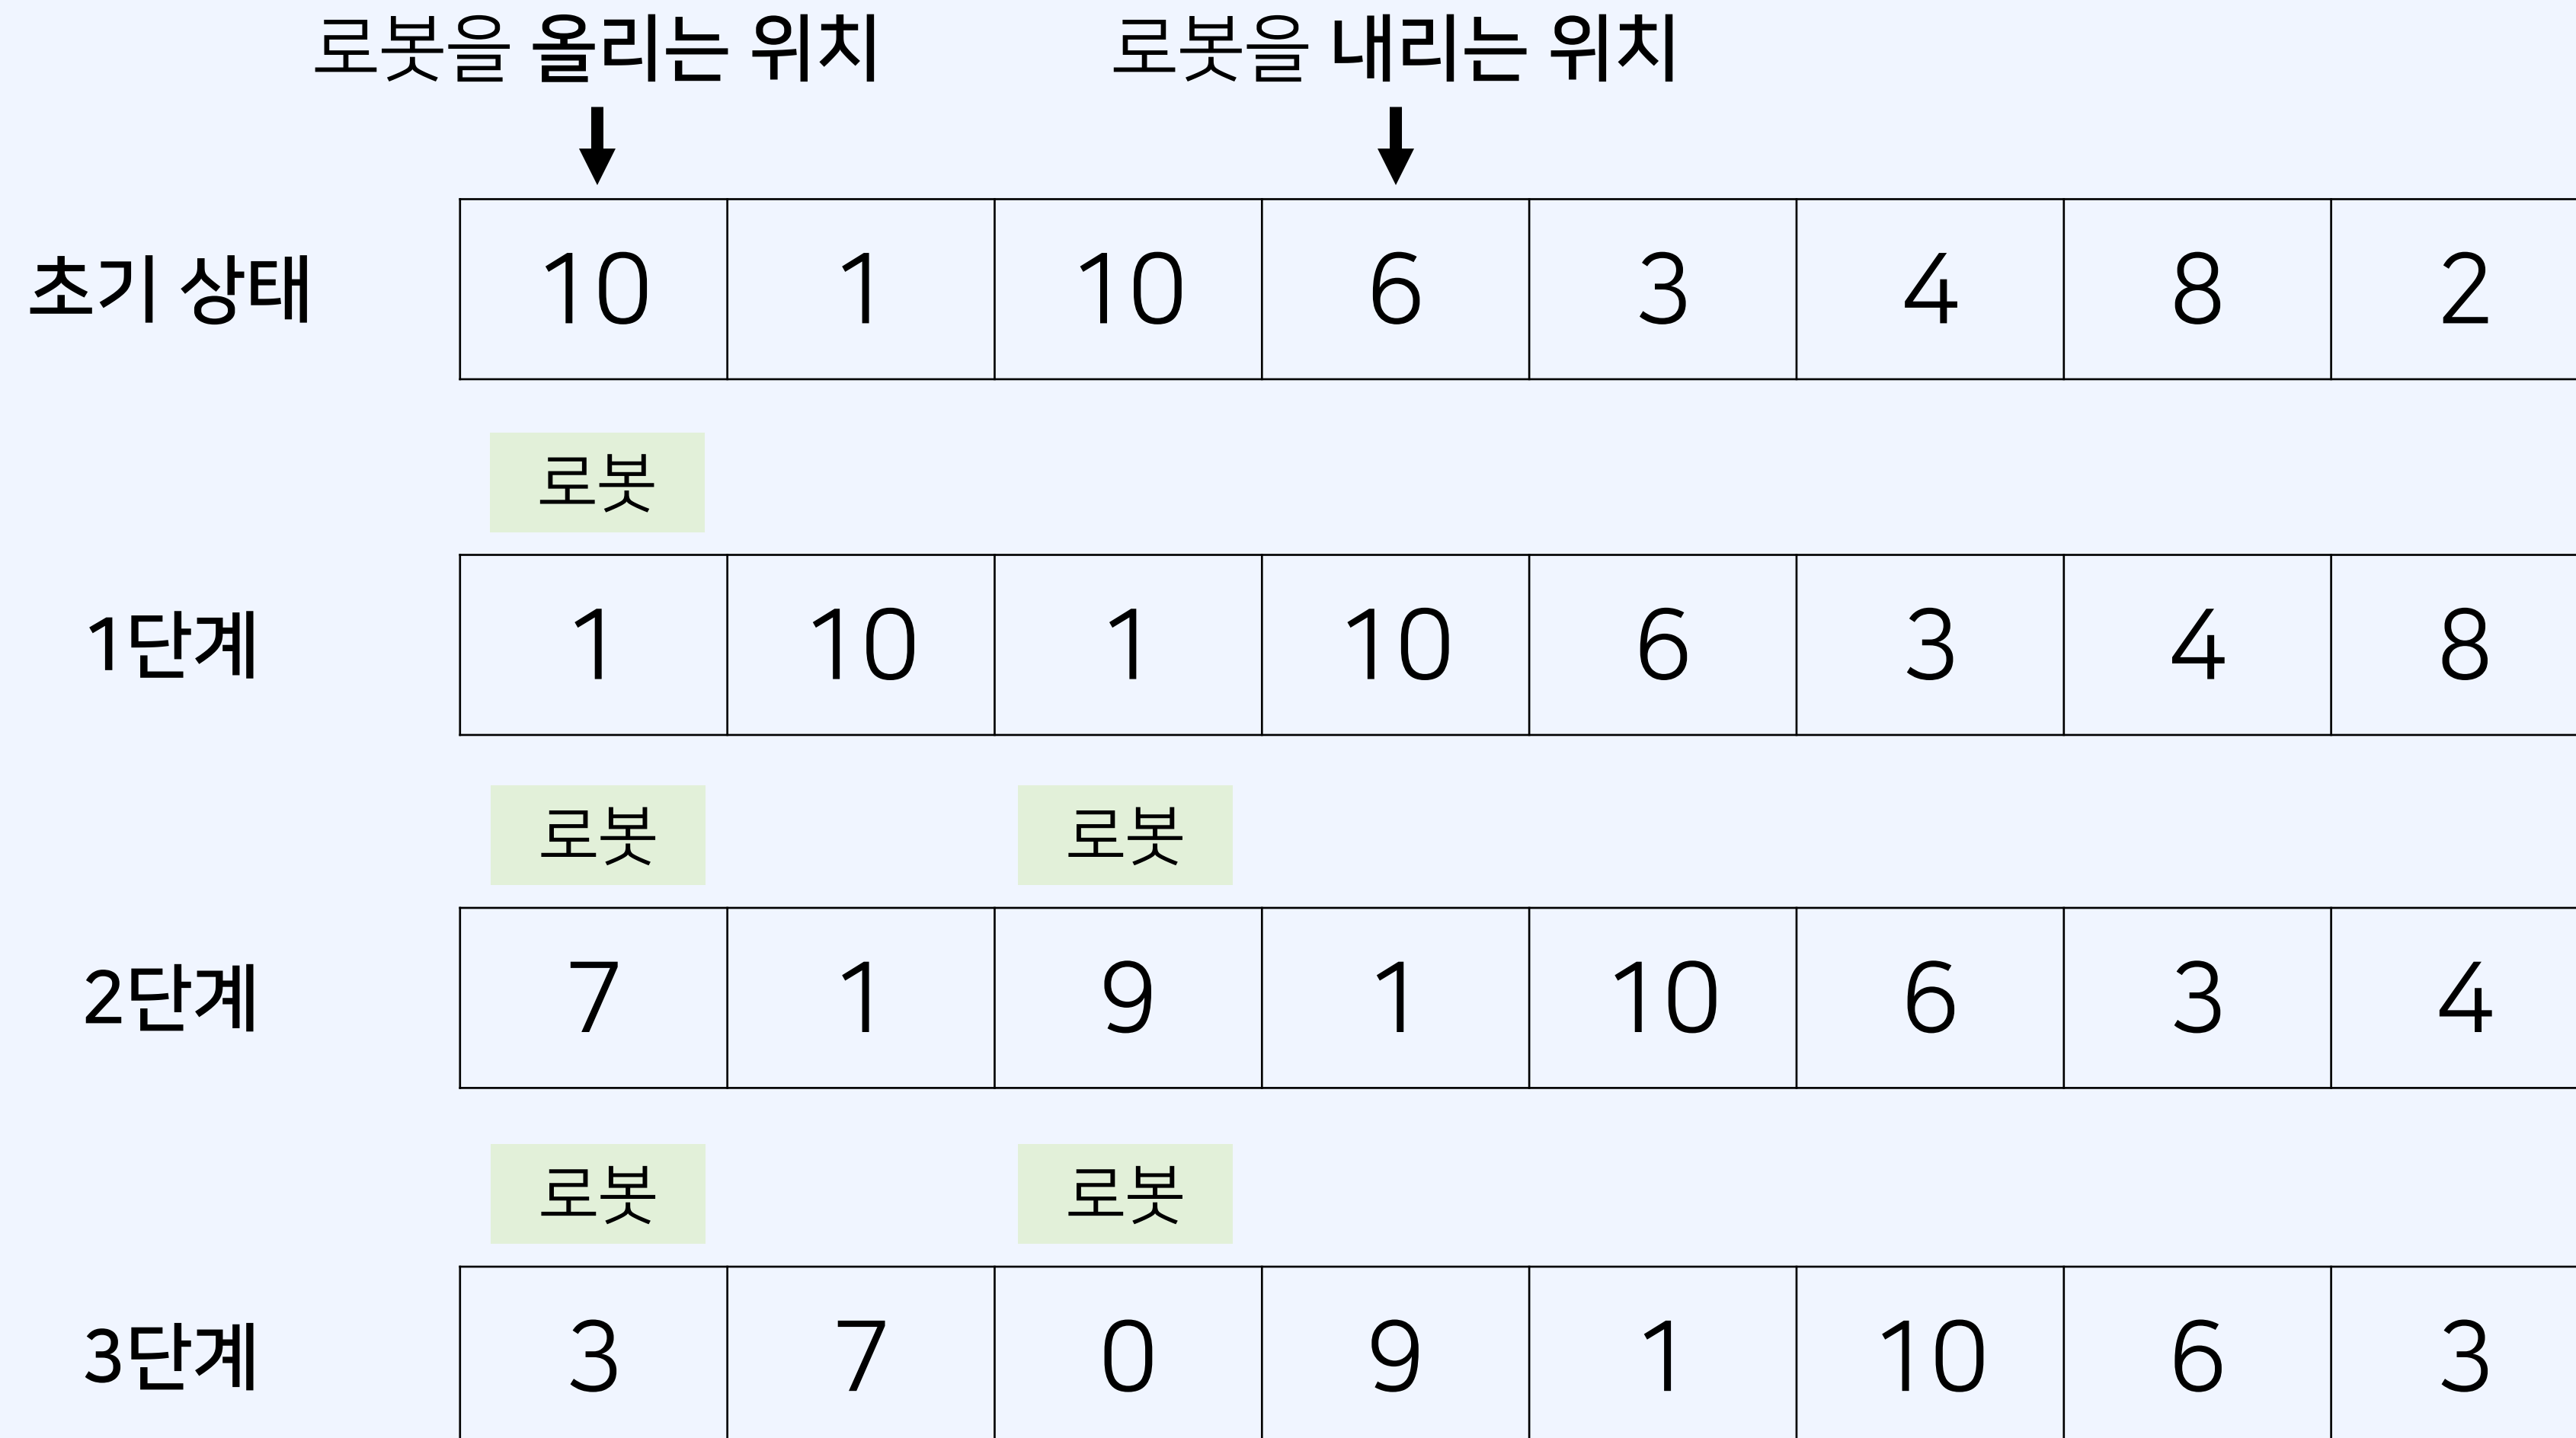 로봇을 올리는 위치 로봇을 내리는 위치
초기 상태 10 1 10 6 3 4 8 2
로봇
1단계 1 10 1 10 6 3 4 8
로봇 로봇
2단계 7 1 9 1 10 6 3 4
로봇 로봇
3단계 3 7 0 9 1 10 6 3